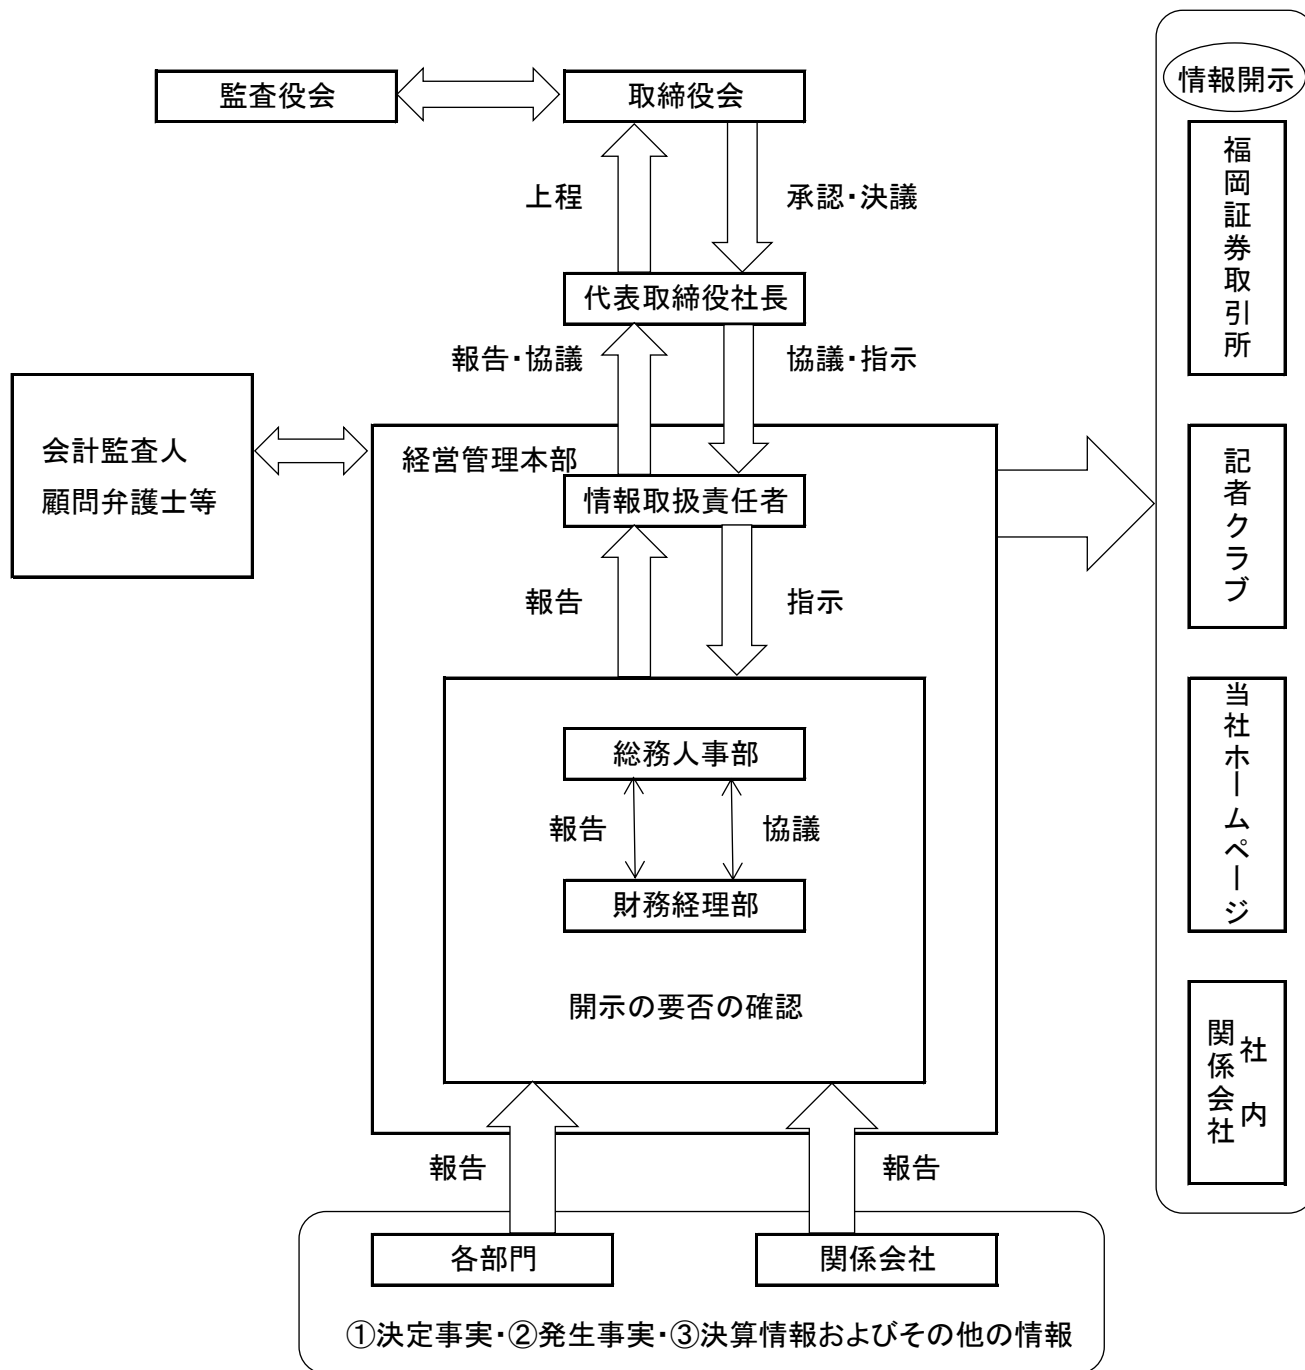 監査役会
取締役会
上程
承認・決議
代表取締役社長
報告・協議
協議・指示
会計監査人
顧問弁護士等
経営管理本部
情報取扱責任者
報告
指示
総務人事部
報告
協議
財務経理部
開示の要否の確認
報告
報告
各部門
関係会社
①決定事実・②発生事実・③決算情報およびその他の情報
情報開示
福岡証券取引所
記者クラブ
当社ホームページ
社内
関係会社